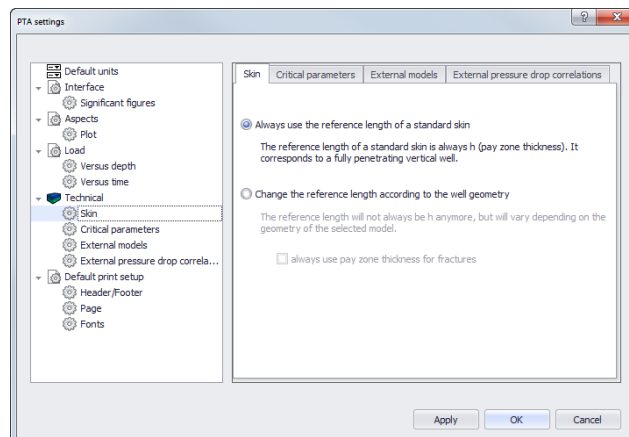 PTA settings
?
X
Default units
Interface
Significant figures
Aspects
Plot
Load
Versus depth
Versus time
Technical
Skin
Critical parameters
External models
External pressure drop correla...
Default print setup
Header/Footer
Page
Fonts
Skin
Critical parameters
External models
External pressure drop correlations
Always use the reference length of a standard skin
The reference length of a standard skin is always h (pay zone thickness). It
corresponds to a fully penetrating vertical well.
Change the reference length according to the well geometry
The reference length will not always be h anymore, but will vary depending on the
geometry of the selected model.
always use pay zone thickness for fractures
Apply
OK
Cancel